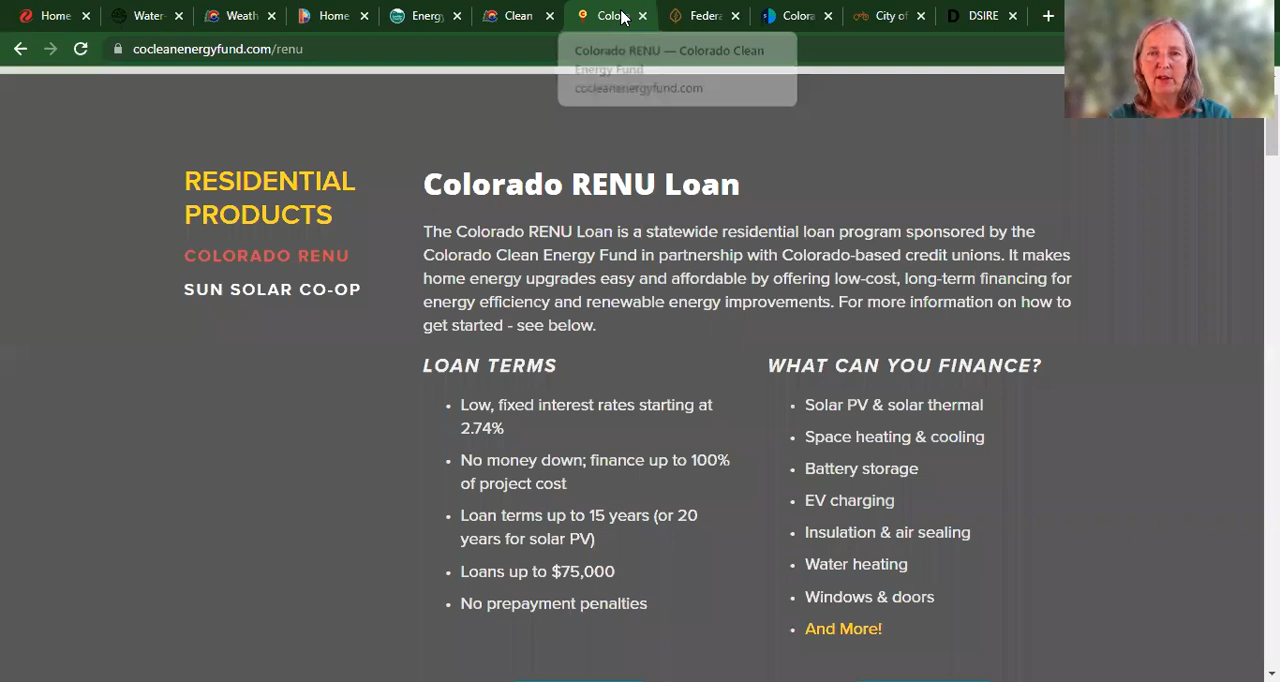 Home
Water-
Weath
Home
Energy
Clean
Colo
Federa
Colora
City of
DSIRE
cocleanenergyfund.com/renu
Colorado RENU — Colorado Clean
Energy Fund
cocleanenergyfund.com
RESIDENTIAL
PRODUCTS
COLORADO RENU
SUN SOLAR CO-OP
Colorado RENU Loan
The Colorado RENU Loan is a statewide residential loan program sponsored by the
Colorado Clean Energy Fund in partnership with Colorado-based credit unions. It makes
home energy upgrades easy and affordable by offering low-cost, long-term financing for
energy efficiency and renewable energy improvements. For more information on how to
get started - see below.
LOAN TERMS
• Low, fixed interest rates starting at
2.74%
• No money down; finance up to 100%
of project cost
• Loan terms up to 15 years (or 20
years for solar PV)
• Loans up to $75,000
• No prepayment penalties
WHAT CAN YOU FINANCE?
• Solar PV & solar thermal
• Space heating & cooling
• Battery storage
• EV charging
• Insulation & air sealing
• Water heating
• Windows & doors
• And More!